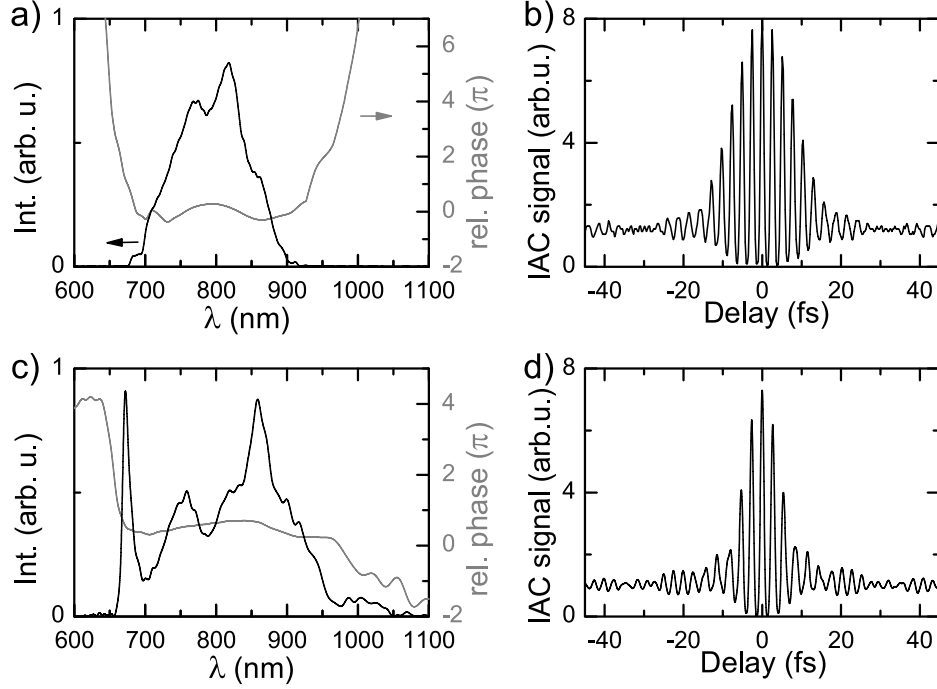 a)
1
0
Int. (arb. u.)
600 700 800 900 1000 1100
λ (nm)
6
4
2
0
-2
rel. phase (π)
b)
8
4
0
IAC signal (arb.u.)
-40 -20 0 20 40
Delay (fs)
c)
1
0
Int. (arb. u.)
600 700 800 900 1000 1100
λ (nm)
4
2
0
-2
rel. phase (π)
d)
8
4
0
IAC signal (arb.u.)
-40 -20 0 20 40
Delay (fs)